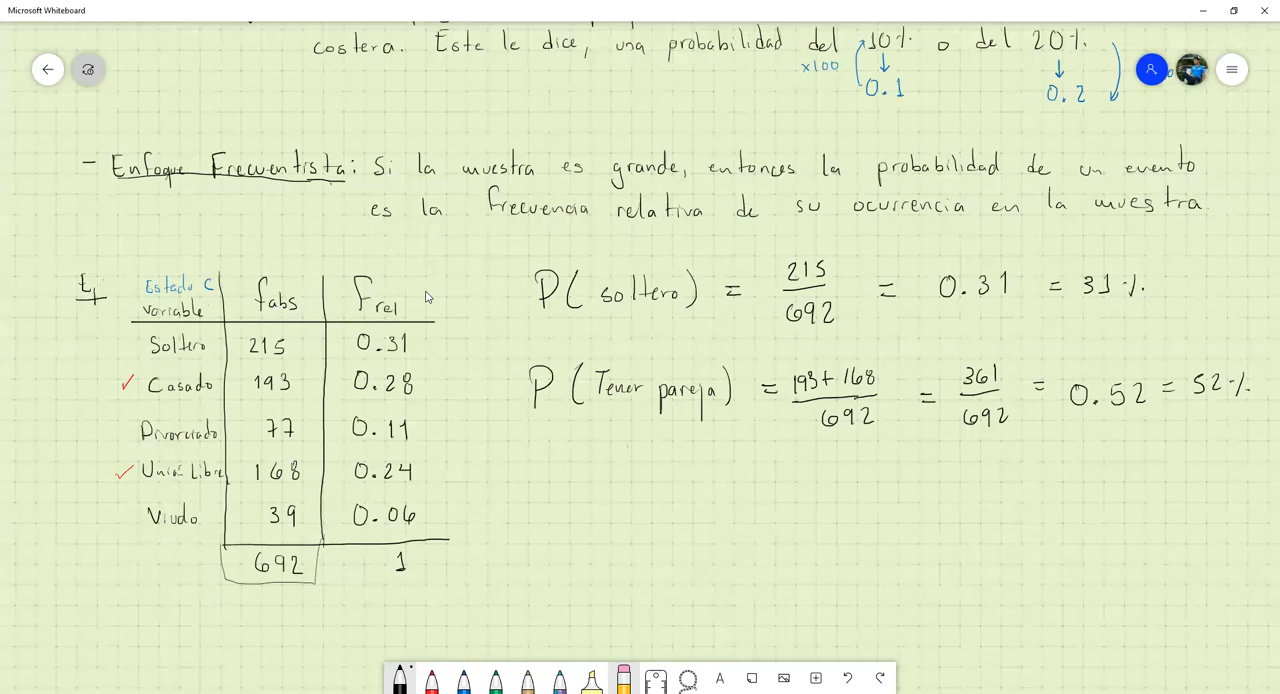 Microsoft Whiteboard
costera. Este le dice, una probabilidad del 10% o del 20%.
x100
0.1
0.2
- Enfoque Frecuentista: Si la muestra es grande, entonces la probabilidad de un evento
es la frecuencia relativa de su ocurrencia en la muestra.
Ej
Estado C
variable fabs Frel
Soltero 215 0.31
✓ Casado 193 0.28
Divorciado 77 0.11
✓ Unión Libre 168 0.24
Viudo 39 0.06
692 1
P(soltero) = 215/692 = 0.31 = 31%.
P(Tener pareja) = 193+168/692 = 361/692 = 0.52 = 52%.